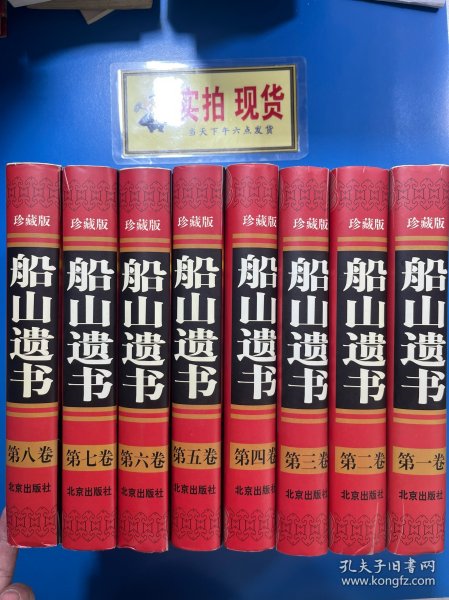 实拍 现货
当天下午六点发货
珍藏版
船山遗书
第八卷
北京出版社
珍藏版
船山遗书
第七卷
北京出版社
珍藏版
船山遗书
第六卷
北京出版社
珍藏版
船山遗书
第五卷
北京出版社
珍藏版
船山遗书
第四卷
北京出版社
珍藏版
船山遗书
第三卷
北京出版社
珍藏版
船山遗书
第二卷
北京出版社
珍藏版
船山遗书
第一卷
北京出版社
孔夫子旧书网
www.kongfz.com